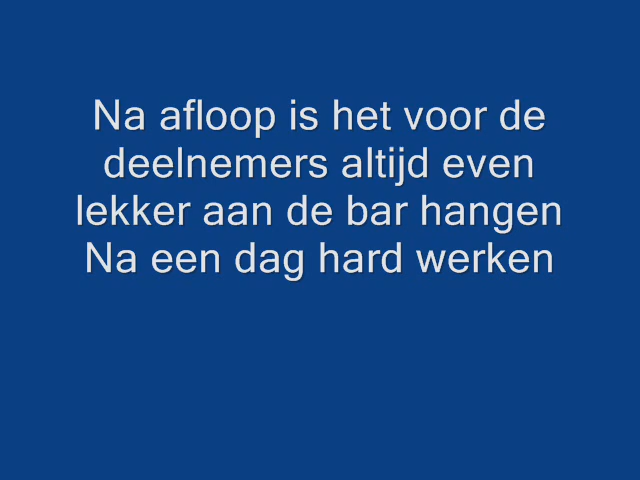 Na afloop is het voor de
deelnemers altijd even
lekker aan de bar hangen
Na een dag hard werken